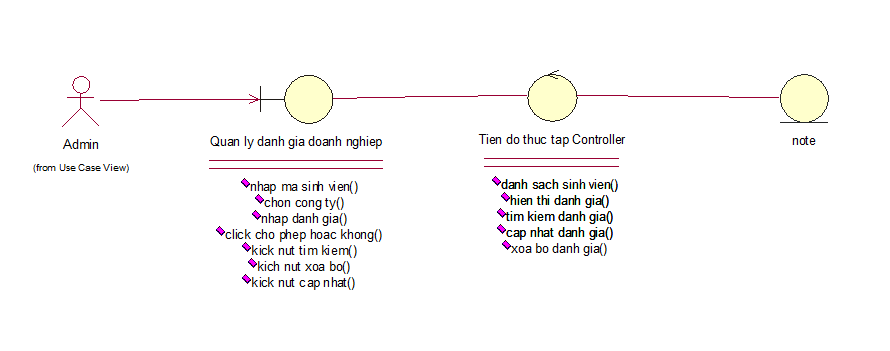 Admin
(from Use Case View)
Quan ly danh gia doanh nghiep
nhap ma sinh vien()
chon cong ty()
nhap danh gia()
click cho phep hoac khong()
kick nut tim kiem()
kich nut xoa bo()
kick nut cap nhat()
Tien do thuc tap Controller
danh sach sinh vien()
hien thi danh gia()
tim kiem danh gia()
cap nhat danh gia()
xoa bo danh gia()
note